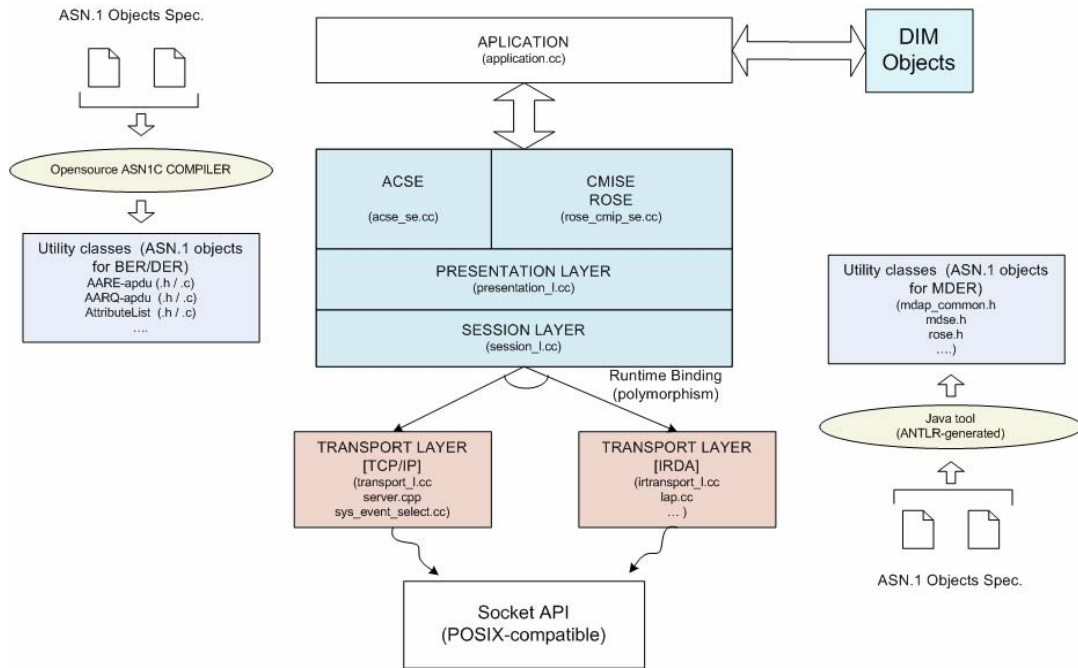 ASN.1 Objects Spec.
APLICATION
(application.cc)
DIM
Objects
Opensource ASN1C COMPILER
ACSE
(acse_se.cc)
CMISE
ROSE
(rose_cmip_se.cc)
Utility classes (ASN.1 objects
for BER/DER)
AARE-apdu (.h / .c)
AARQ-apdu (.h / .c)
AttributeList (.h / .c)
....
PRESENTATION LAYER
(presentation_l.cc)
SESSION LAYER
(session_l.cc)
Utility classes (ASN.1 objects
for MDER)
(mdap_common.h
mdse.h
rose.h
....)
Runtime Binding
(polymorphism)
Java tool
(ANTLR-generated)
TRANSPORT LAYER
[TCP/IP]
(transport_l.cc
server.cpp
sys_event_select.cc)
TRANSPORT LAYER
[IRDA]
(irtransport_l.cc
lap.cc
... )
ASN.1 Objects Spec.
Socket API
(POSIX-compatible)